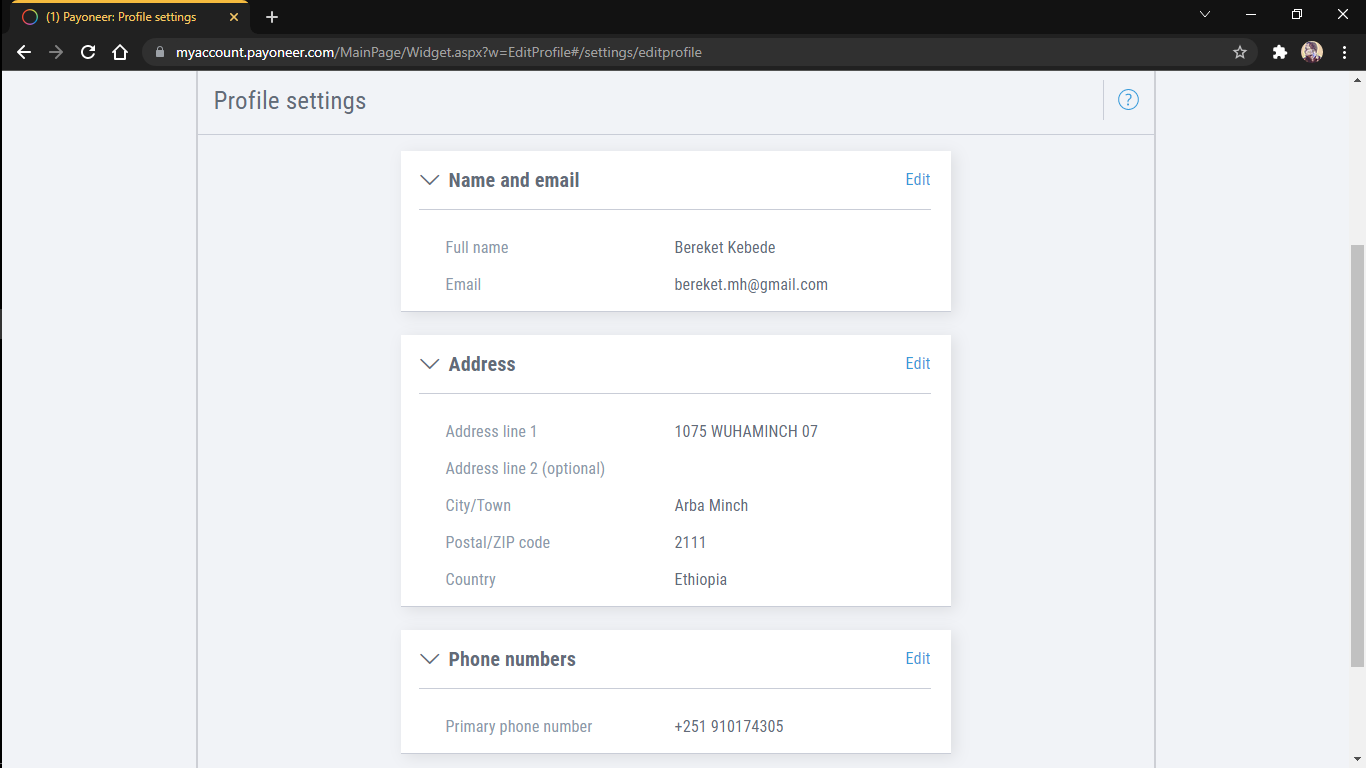 (1) Payoneer: Profile settings
myaccount.payoneer.com/MainPage/Widget.aspx?w=EditProfile#/settings/editprofile
Profile settings
?
Name and email Edit
Full name Bereket Kebede
Email bereket.mh@gmail.com
Address Edit
Address line 1 1075 WUHAMINCH 07
Address line 2 (optional)
City/Town Arba Minch
Postal/ZIP code 2111
Country Ethiopia
Phone numbers Edit
Primary phone number +251 910174305